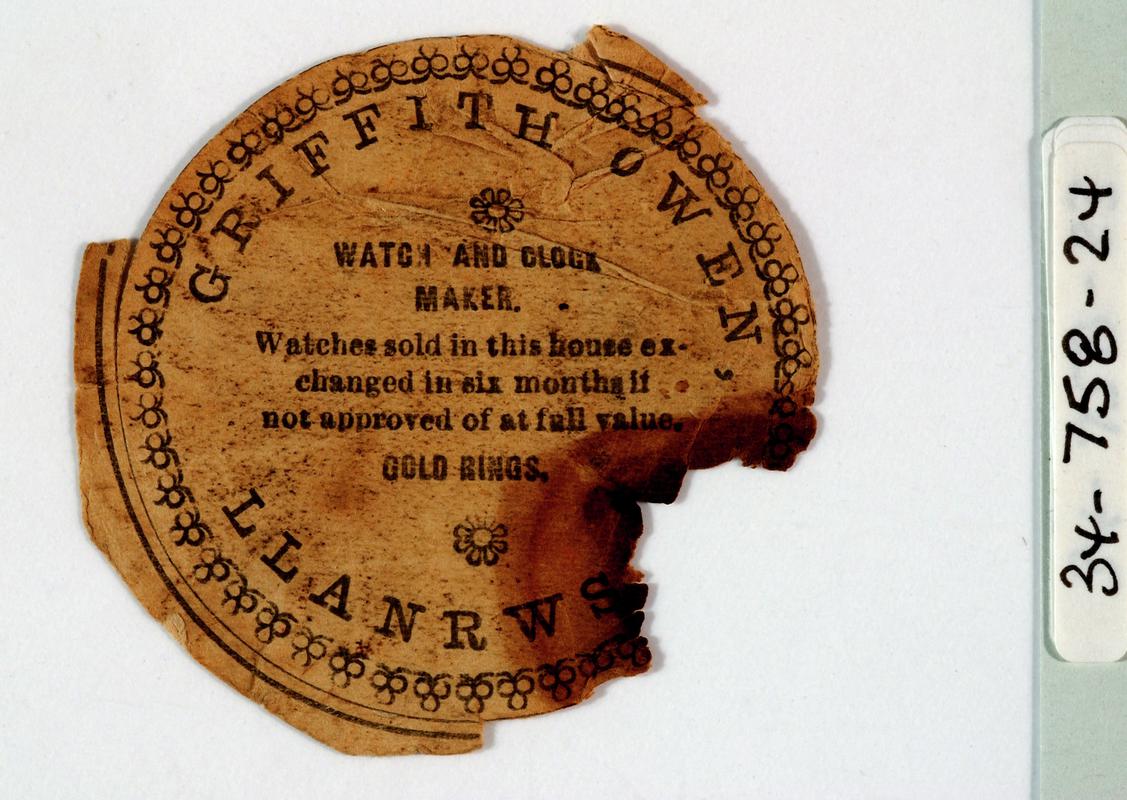 GRIFFITH OWEN,
WATCH AND CLOCK
MAKER.
Watches sold in this house ex-
changed in six months if
not approved of at full value.
GOLD RINGS.
LLANRWS
34-758-24